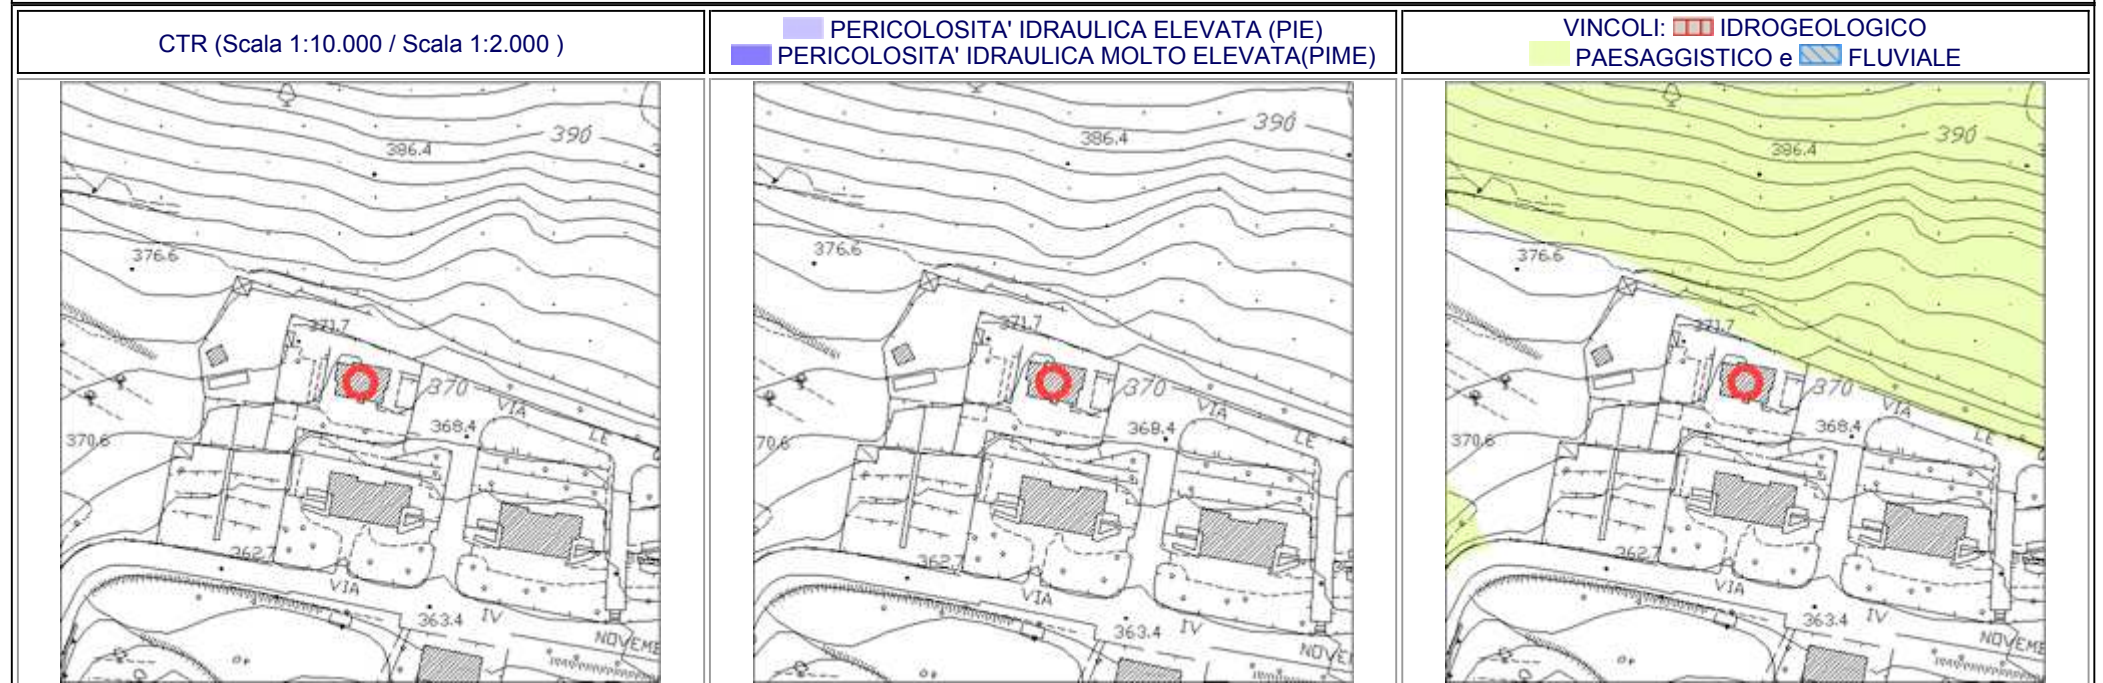 CTR (Scala 1:10.000 / Scala 1:2.000 )
PERICOLOSITA' IDRAULICA ELEVATA (PIE)
PERICOLOSITA' IDRAULICA MOLTO ELEVATA(PIME)
VINCOLI: IDROGEOLOGICO
PAESAGGISTICO e FLUVIALE
390
386.4
376.6
371.7
370
VIA
368.4
LE
370.6
362.7
VIA
IV
363.4
NOVEME
390
386.4
376.6
371.7
370
VIA
368.4
LE
70.6
362.7
VIA
IV
363.4
NOVE
390
386.4
376.6
371.7
370
VIA
368.4
LE
370.6
362.7
VIA
IV
363.4
NOVEME